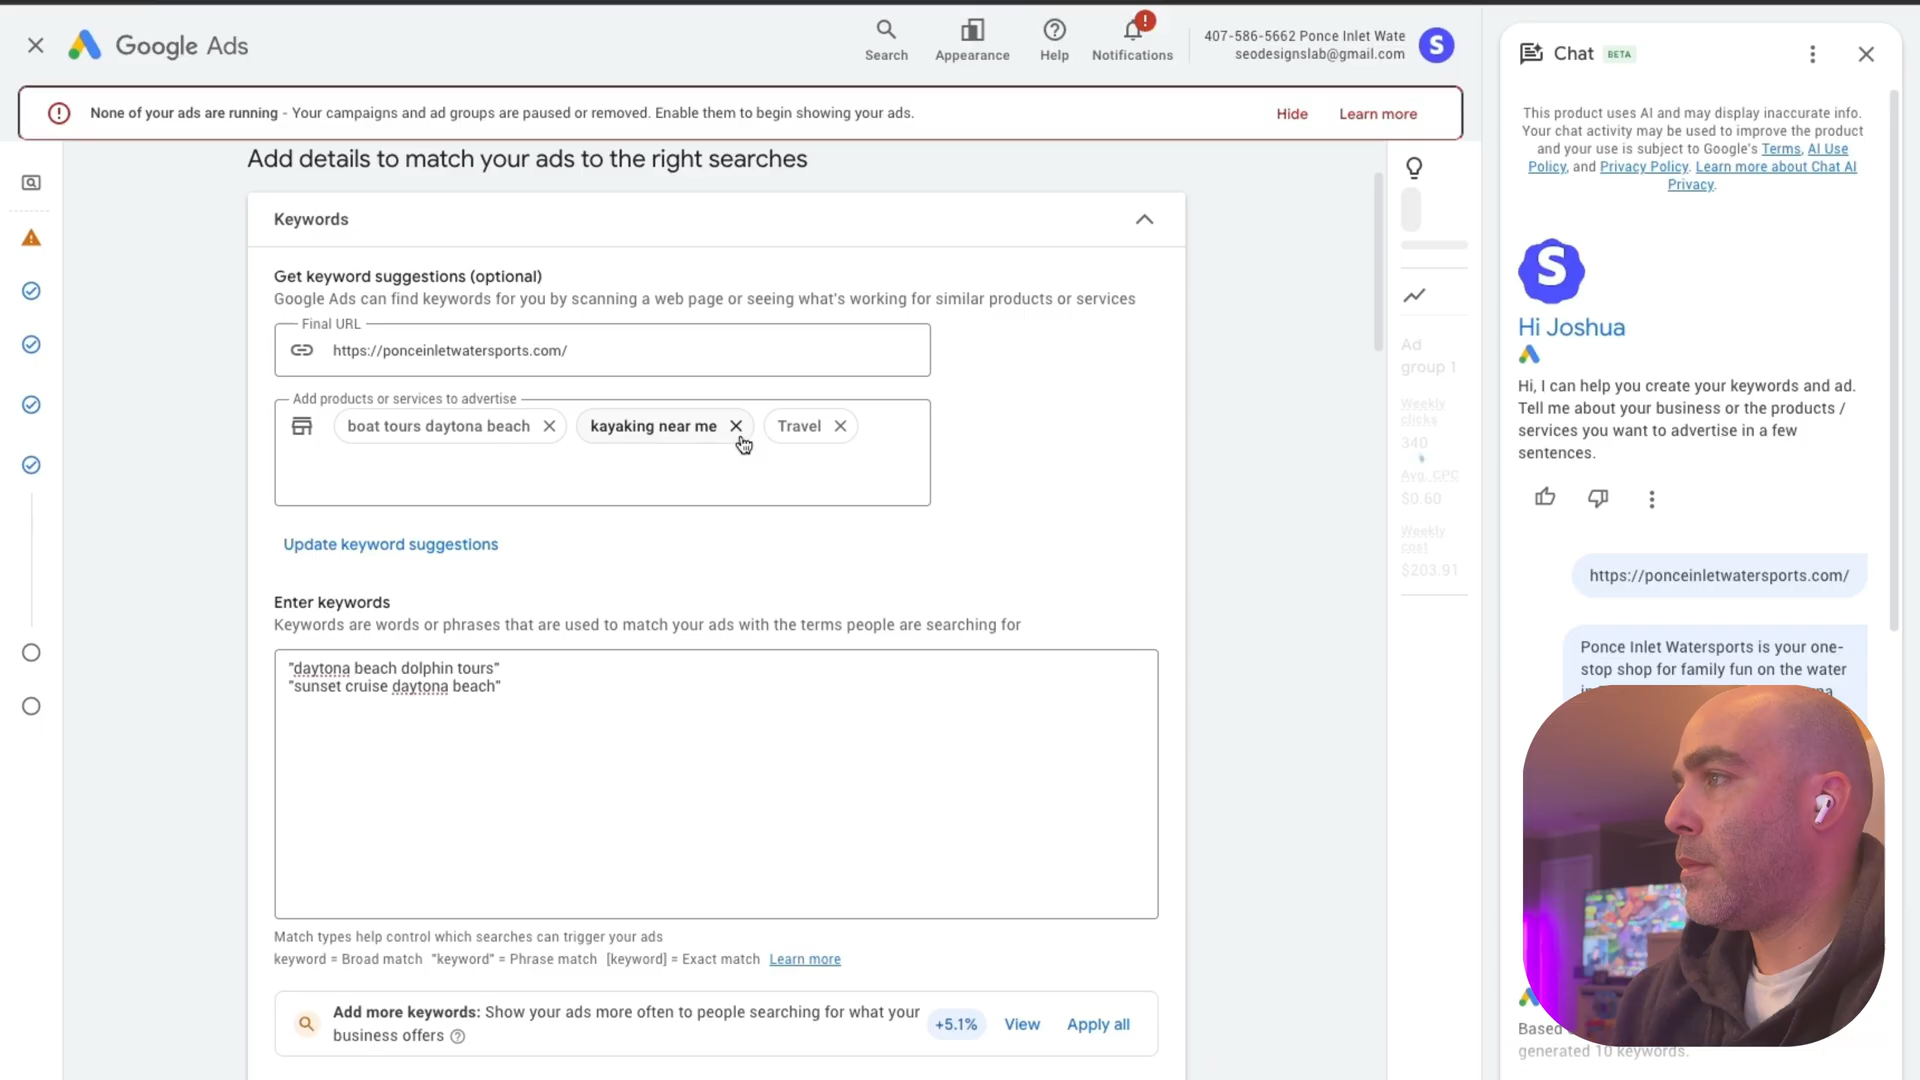 Google Ads
Search
Appearance
Help
Notifications
!
407-586-5662 Ponce Inlet Wate
seodesignslab@gmail.com
S
None of your ads are running - Your campaigns and ad groups are paused or removed. Enable them to begin showing your ads.
Hide
Learn more
Add details to match your ads to the right searches
Keywords
Get keyword suggestions (optional)
Google Ads can find keywords for you by scanning a web page or seeing what's working for similar products or services
Final URL
https://ponceinletwatersports.com/
Add products or services to advertise
boat tours daytona beach
kayaking near me
Travel
Update keyword suggestions
Enter keywords
Keywords are words or phrases that are used to match your ads with the terms people are searching for
"daytona beach dolphin tours"
"sunset cruise daytona beach"
Match types help control which searches can trigger your ads
keyword = Broad match "keyword" = Phrase match [keyword] = Exact match Learn more
Add more keywords: Show your ads more often to people searching for what your
business offers
+5.1%
View
Apply all
Ad
group 1
Weekly
clicks
340
Avg. CPC
$0.60
Weekly
cost
$203.91
Chat BETA
This product uses AI and may display inaccurate info.
Your chat activity may be used to improve the product
and your use is subject to Google's Terms, AI Use
Policy, and Privacy Policy. Learn more about Chat AI
Privacy.
S
Hi Joshua
Hi, I can help you create your keywords and ad.
Tell me about your business or the products /
services you want to advertise in a few
sentences.
https://ponceinletwatersports.com/
Ponce Inlet Watersports is your one-
stop shop for family fun on the water
Based
generated 10 keywords.